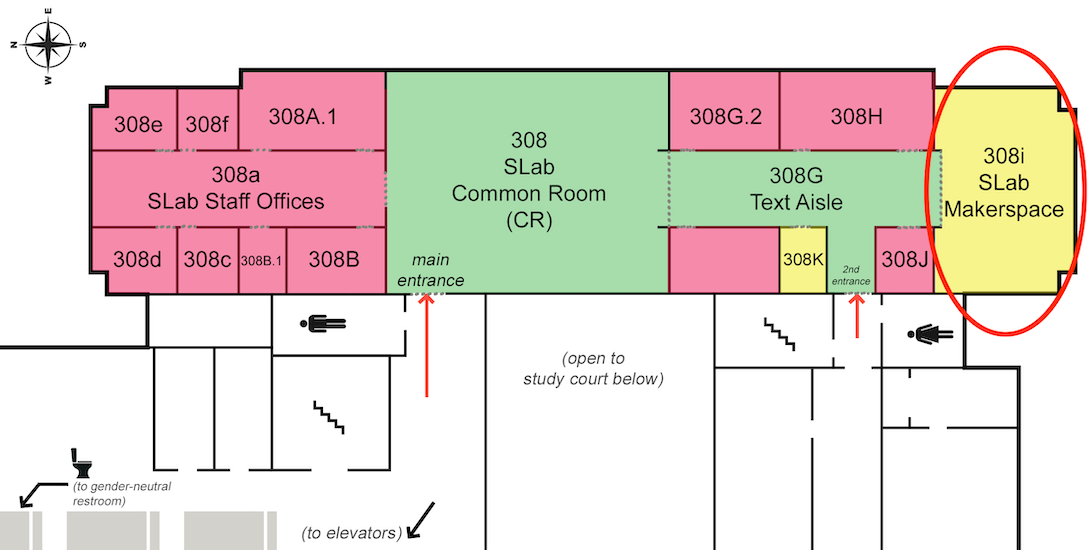 E
N
S
W
308e
308f
308A.1
308a
SLab Staff Offices
308d
308c
308B.1
308B
308
SLab
Common Room
(CR)
main
entrance
308G.2
308H
308G
Text Aisle
308K
2nd
entrance
308J
308i
SLab
Makerspace
(open to
study court below)
(to gender-neutral
restroom)
(to elevators)